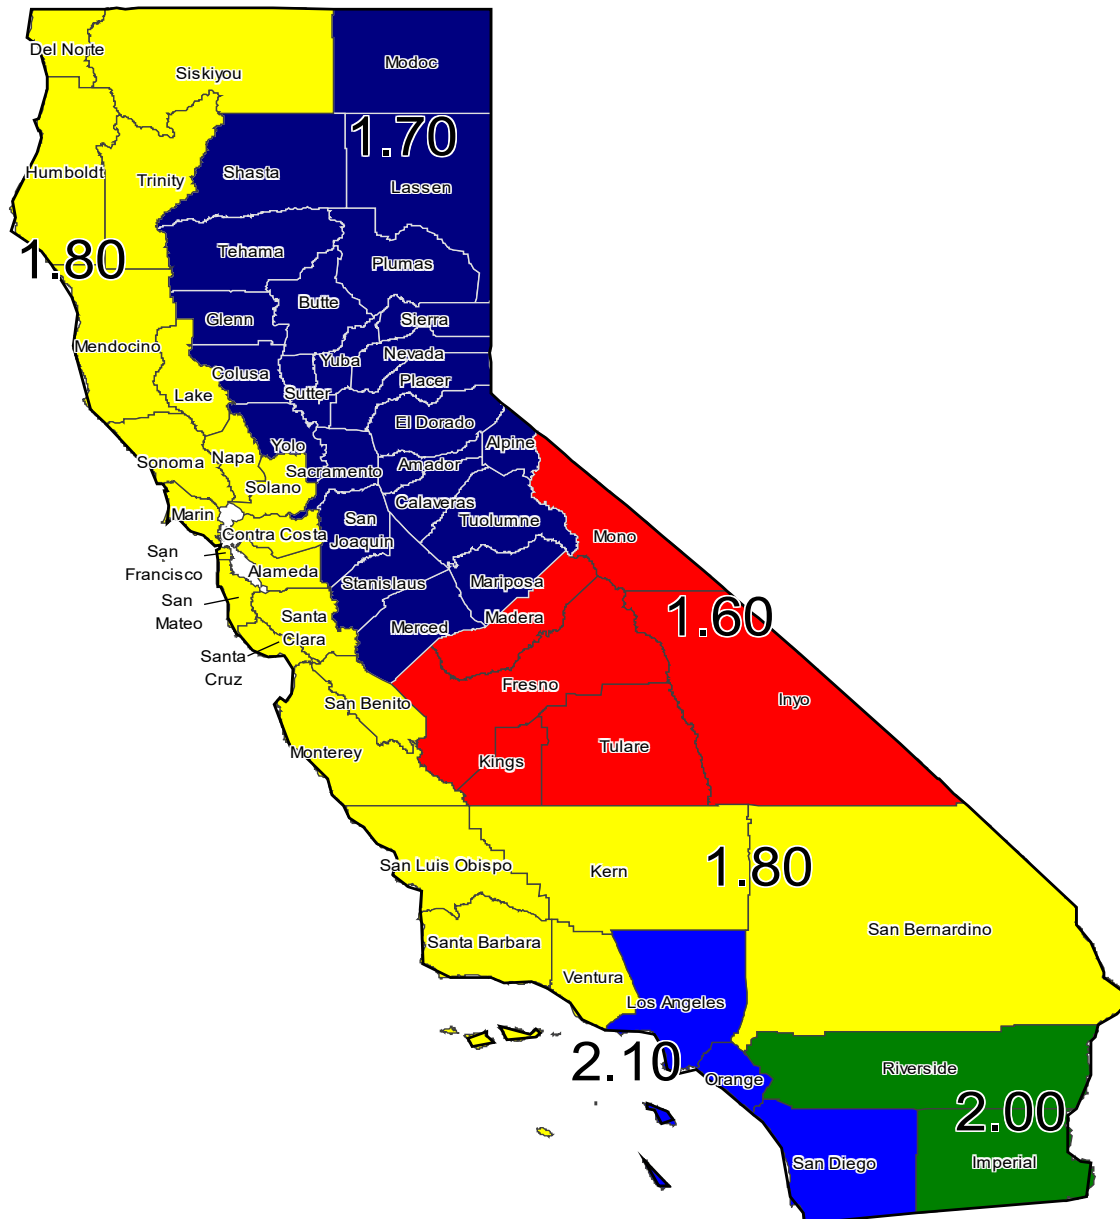 Del Norte
Siskiyou
Modoc
1.70
Humboldt
Trinity
Shasta
Lassen
1.80
Tehama
Plumas
Butte
Glenn
Sierra
Mendocino
Yuba
Nevada
Colusa
Placer
Lake
Sutter
El Dorado
Yolo
Alpine
Sonoma
Napa
Sacramento
Amador
Solano
Calaveras
Marin
San
Joaquin
Tuolumne
Contra Costa
Mono
San
Francisco
Alameda
Stanislaus
Mariposa
San
Mateo
Santa
Clara
Merced
Madera
1.60
Santa
Cruz
Fresno
Inyo
San Benito
Monterey
Kings
Tulare
San Luis Obispo
Kern
1.80
San Bernardino
Santa Barbara
Ventura
Los Angeles
2.10
Orange
Riverside
2.00
San Diego
Imperial